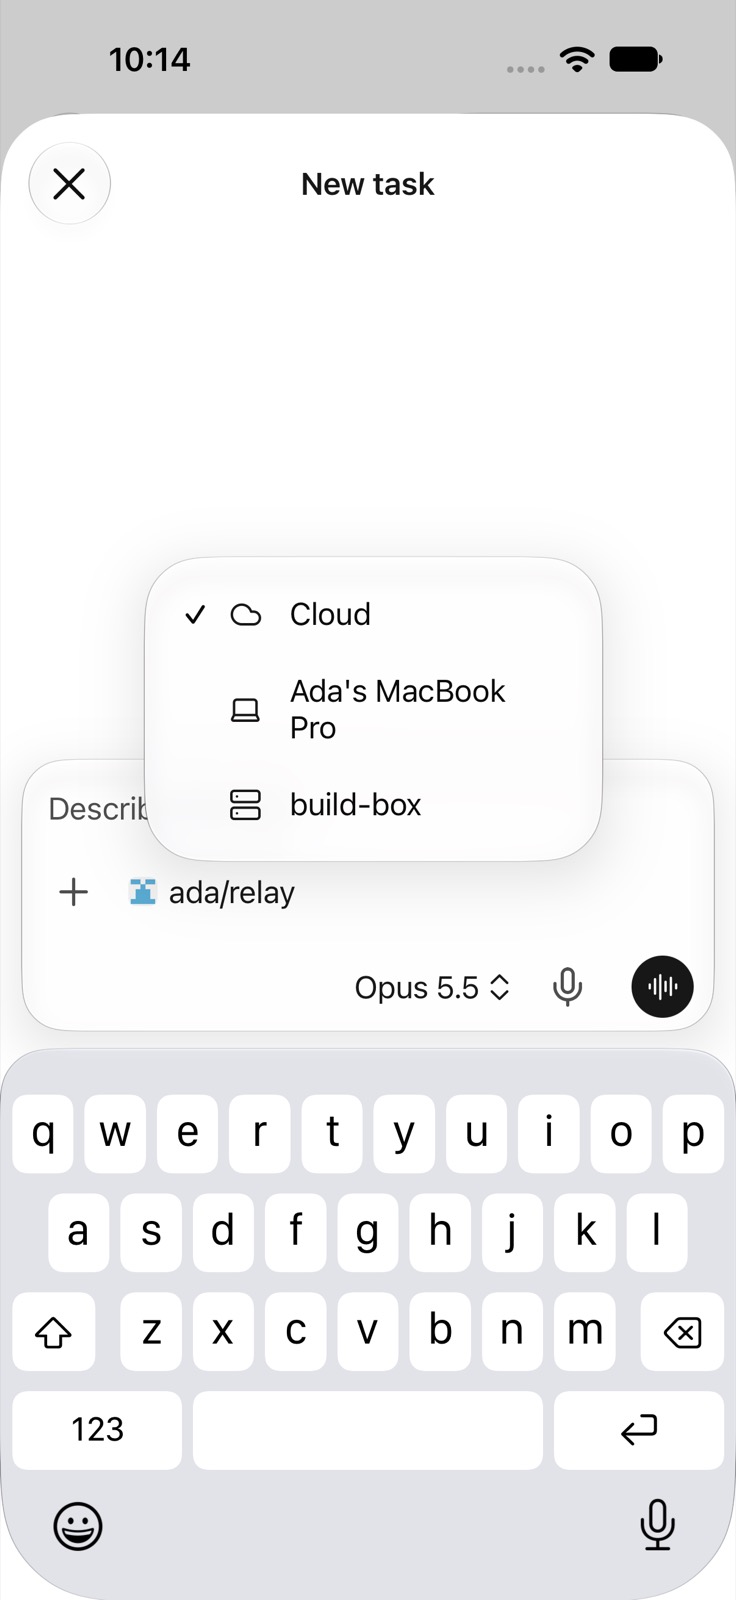 10:14
New task
Cloud
Ada's MacBook
Pro
build-box
Describ
ada/relay
Opus 5.5
q w e r t y u i o p
a s d f g h j k l
z x c v b n m
123